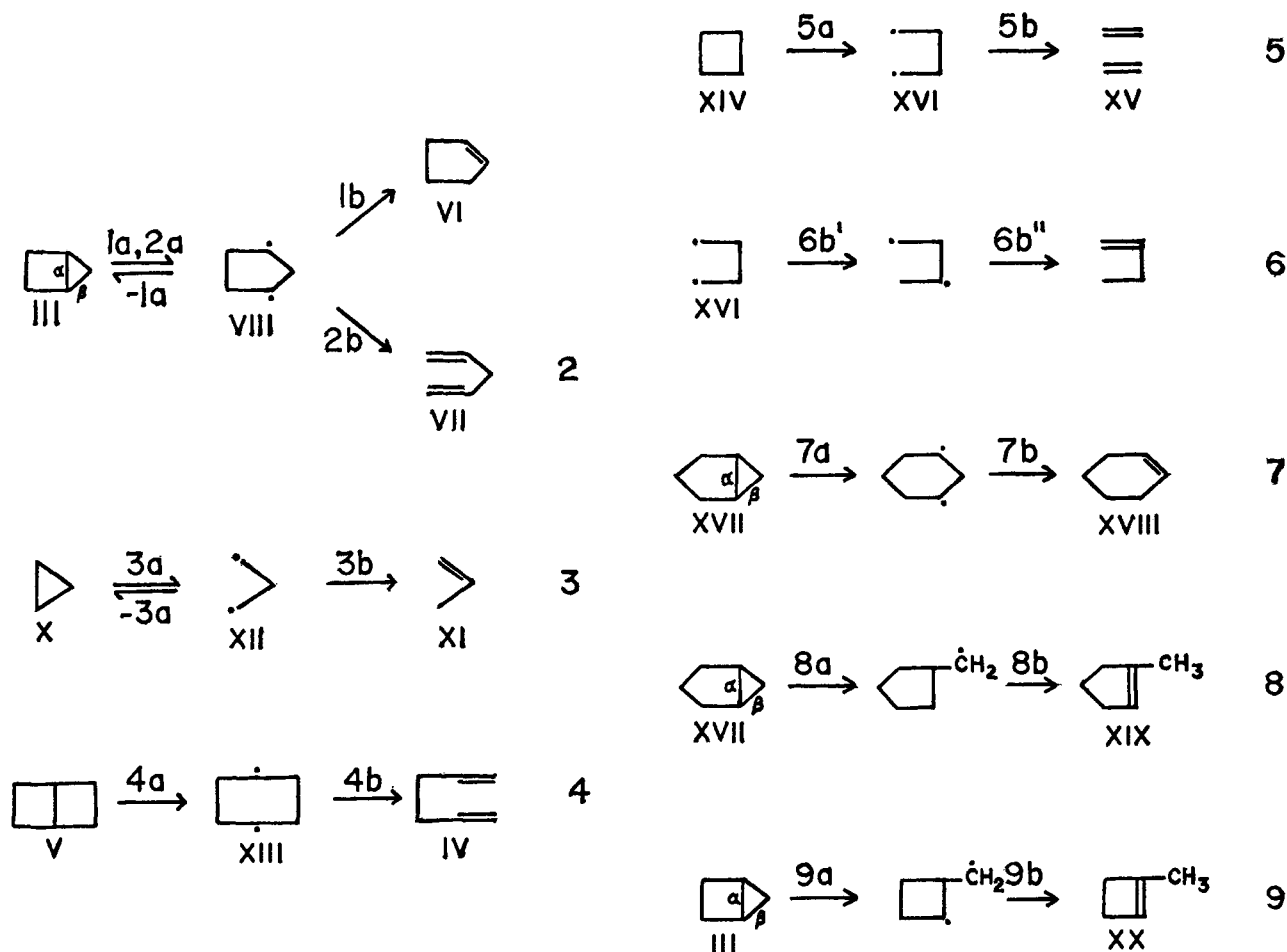 1b
VI
1a, 2a
-1a
α
β
III
VIII
2b
VII
2
3a
-3a
3b
X
XII
XI
3
4a
4b
V
XIII
IV
4
5a
5b
XIV
XVI
XV
5
6b'
6b"
XVI
6
7a
7b
α
β
XVII
XVIII
7
8a
ĊH2
8b
CH3
α
β
XVII
XIX
8
9a
ĊH2
9b
CH3
α
β
III
XX
9